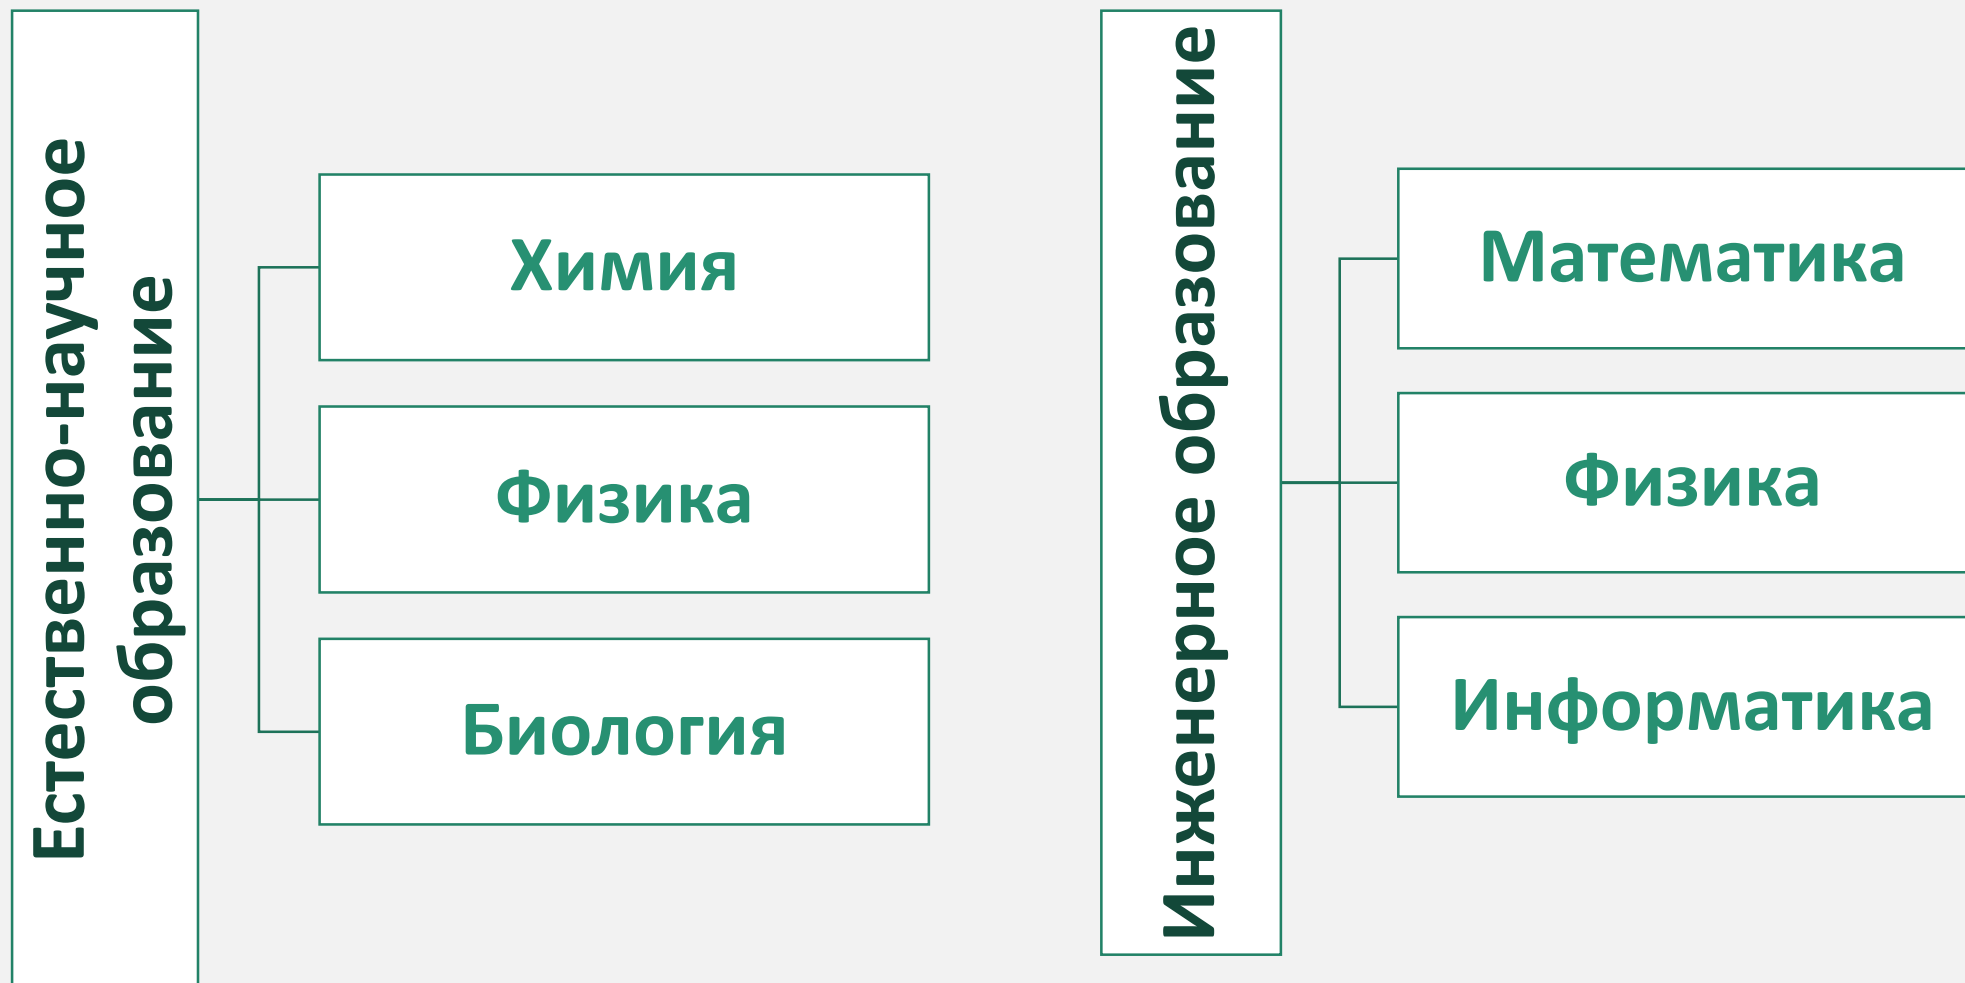 Естественно-научное
образование
Химия
Физика
Биология
Инженерное образование
Математика
Физика
Информатика